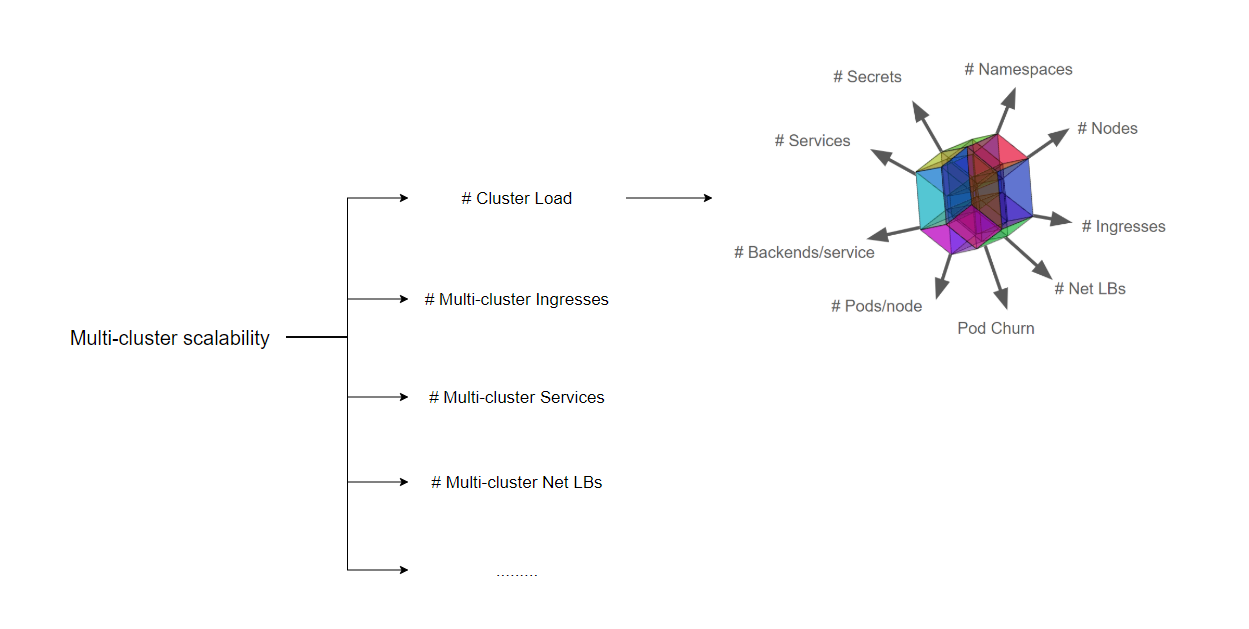 # Namespaces
# Secrets
# Nodes
# Services
# Cluster Load
# Ingresses
# Backends/service
# Net LBs
# Multi-cluster Ingresses
# Pods/node
Pod Churn
Multi-cluster scalability
# Multi-cluster Services
# Multi-cluster Net LBs
.........